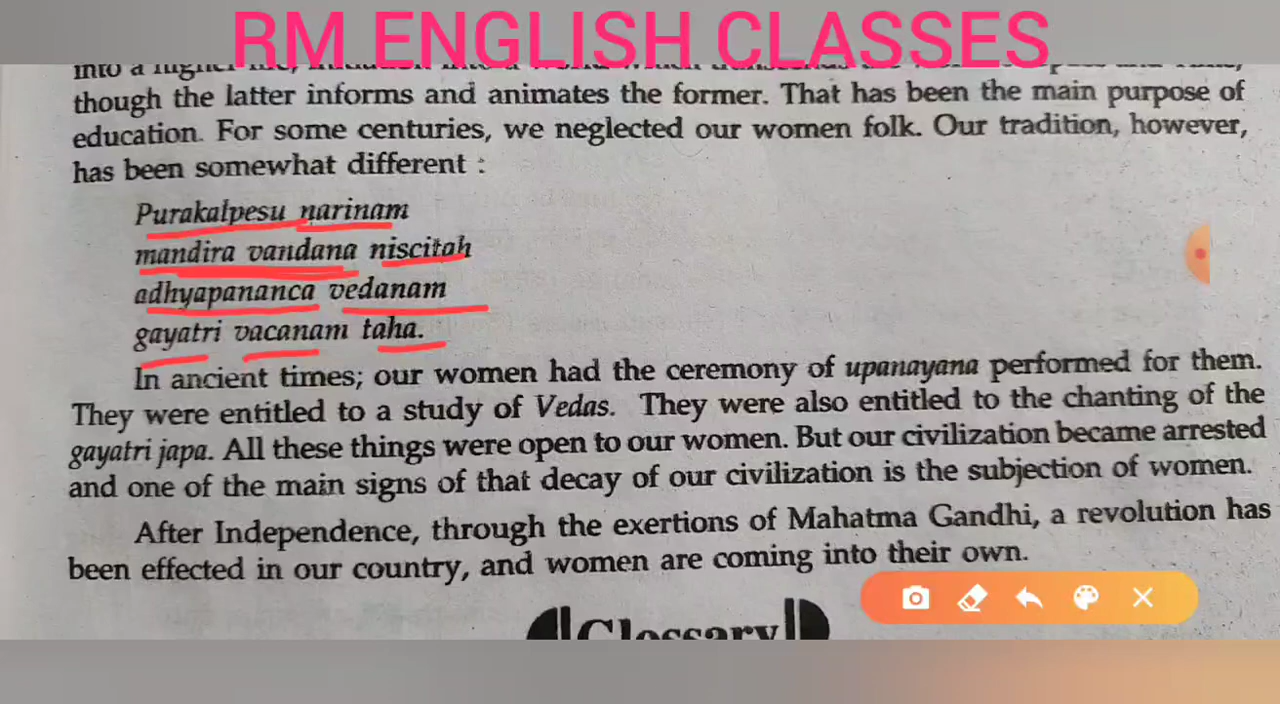 RM ENGLISH CLASSES
into a
though the latter informs and animates the former. That has been the main purpose of
education. For some centuries, we neglected our women folk. Our tradition, however,
has been somewhat different :
Purakalpesu narinam
mandira vandana niscitah
adhyapananca vedanam
gayatri vacanam taha.
In ancient times; our women had the ceremony of upanayana performed for them.
They were entitled to a study of Vedas. They were also entitled to the chanting of the
gayatri japa. All these things were open to our women. But our civilization became arrested
and one of the main signs of that decay of our civilization is the subjection of women.
After Independence, through the exertions of Mahatma Gandhi, a revolution has
been effected in our country, and women are coming into their own.
Glossary